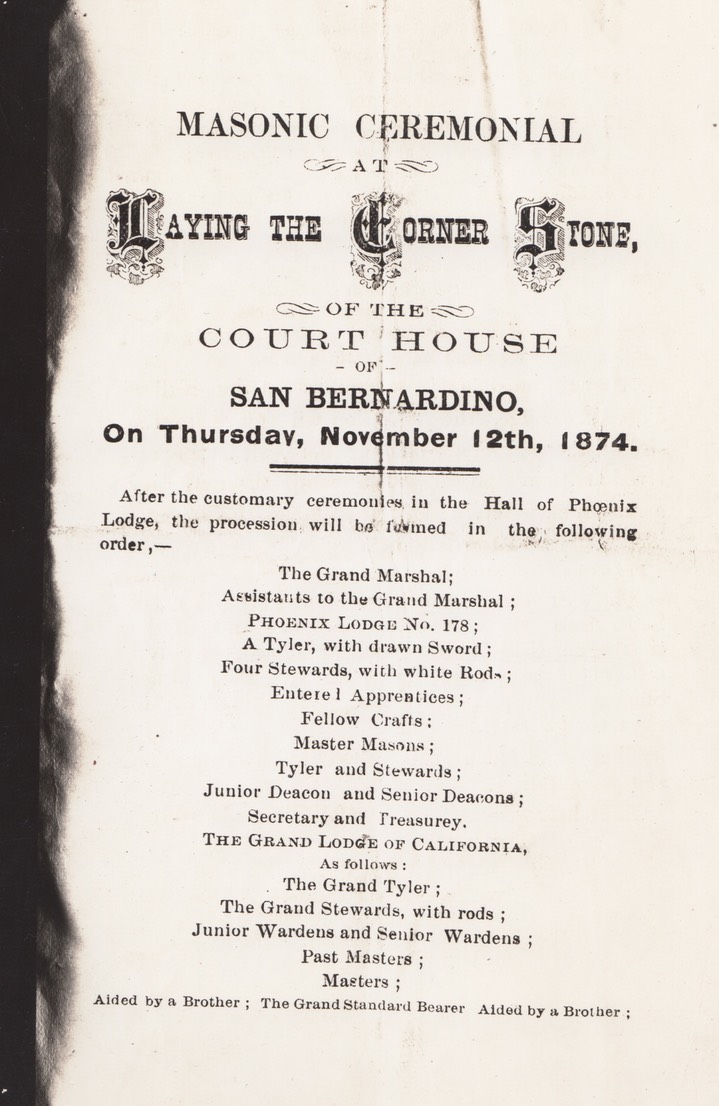 MASONIC CEREMONIAL
AT
LAYING THE CORNER STONE,
OF THE
COURT HOUSE
- OF -
SAN BERNARDINO,
On Thursday, November 12th, 1874.
After the customary ceremonies in the Hall of Phœnix
Lodge, the procession will be formed in the following
order,—
The Grand Marshal;
Assistants to the Grand Marshal ;
PHOENIX LODGE No. 178 ;
A Tyler, with drawn Sword ;
Four Stewards, with white Rods ;
Entered Apprentices ;
Fellow Crafts ;
Master Masons ;
Tyler and Stewards ;
Junior Deacon and Senior Deacons ;
Secretary and Treasurey.
THE GRAND LODGE OF CALIFORNIA,
As follows :
The Grand Tyler ;
The Grand Stewards, with rods ;
Junior Wardens and Senior Wardens ;
Past Masters ;
Masters ;
Aided by a Brother ; The Grand Standard Bearer Aided by a Brother ;